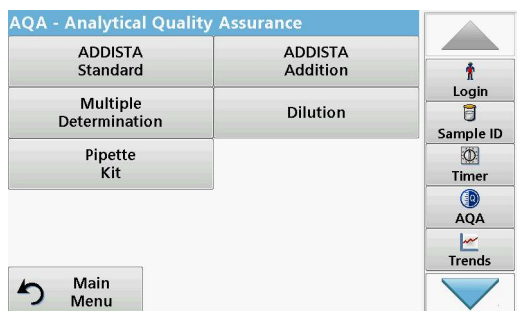 AQA - Analytical Quality Assurance
ADDISTA
Standard
ADDISTA
Addition
Multiple
Determination
Dilution
Pipette
Kit
Main
Menu
Login
Sample ID
Timer
AQA
Trends